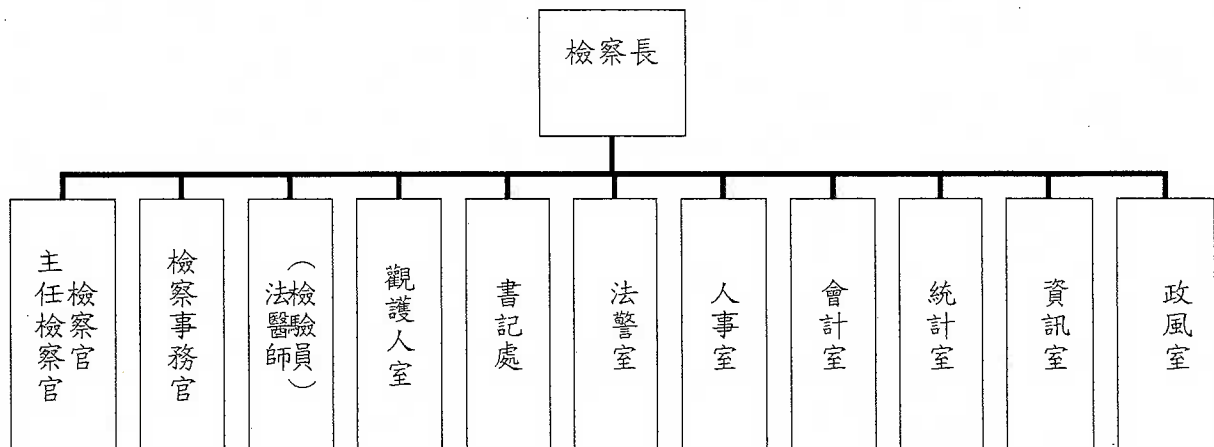 檢察長
主任檢察官
檢察官
檢察事務官
法醫師
（檢驗員）
觀護人室
書記處
法警室
人事室
會計室
統計室
資訊室
政風室